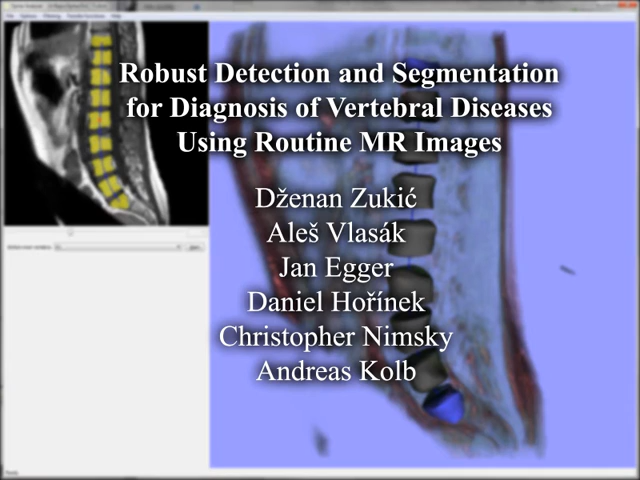 Robust Detection and Segmentation
for Diagnosis of Vertebral Diseases
Using Routine MR Images
Dženan Zukić
Aleš Vlasák
Jan Egger
Daniel Hořínek
Christopher Nimsky
Andreas Kolb